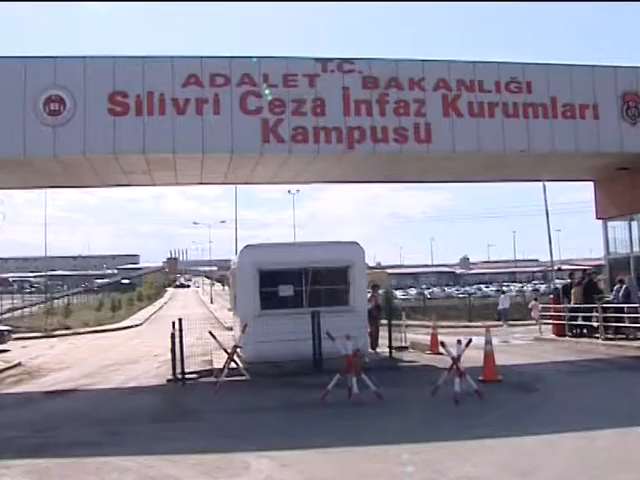 T.C.
ADALET BAKANLIĞI
Silivri Ceza İnfaz Kurumları
Kampusü